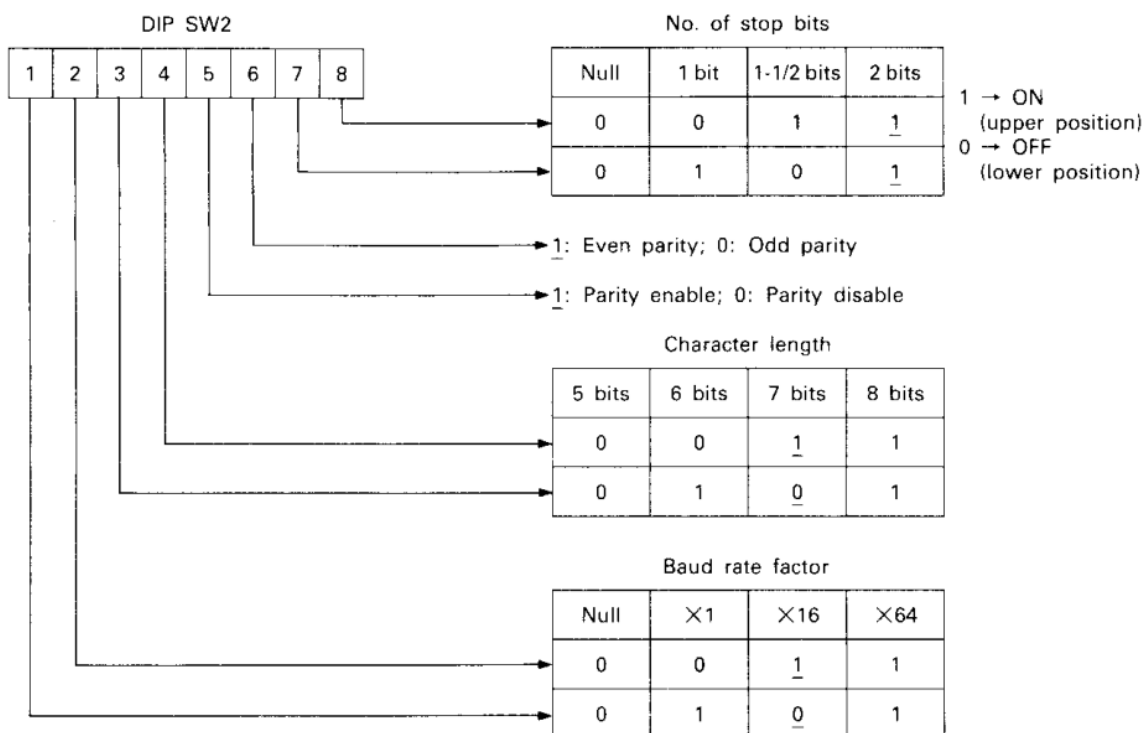 DIP SW2
1 2 3 4 5 6 7 8
No. of stop bits
Null 1 bit 1-1/2 bits 2 bits
0 0 1 1
0 1 0 1
1 → ON
(upper position)
0 → OFF
(lower position)
1: Even parity; 0: Odd parity
1: Parity enable; 0: Parity disable
Character length
5 bits 6 bits 7 bits 8 bits
0 0 1 1
0 1 0 1
Baud rate factor
Null ×1 ×16 ×64
0 0 1 1
0 1 0 1